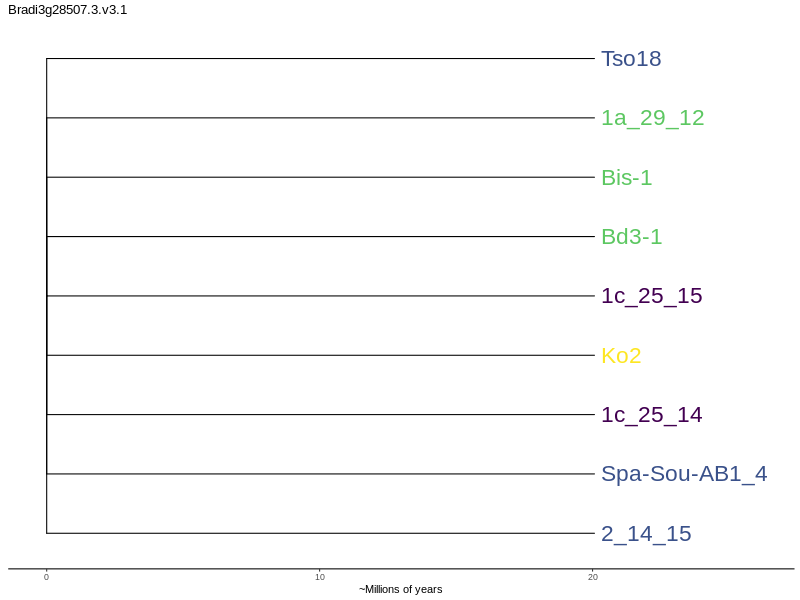 Bradi3g28507.3.v3.1
Tso18
1a_29_12
Bis-1
Bd3-1
1c_25_15
Ko2
1c_25_14
Spa-Sou-AB1_4
2_14_15
0 10 20
~Millions of years